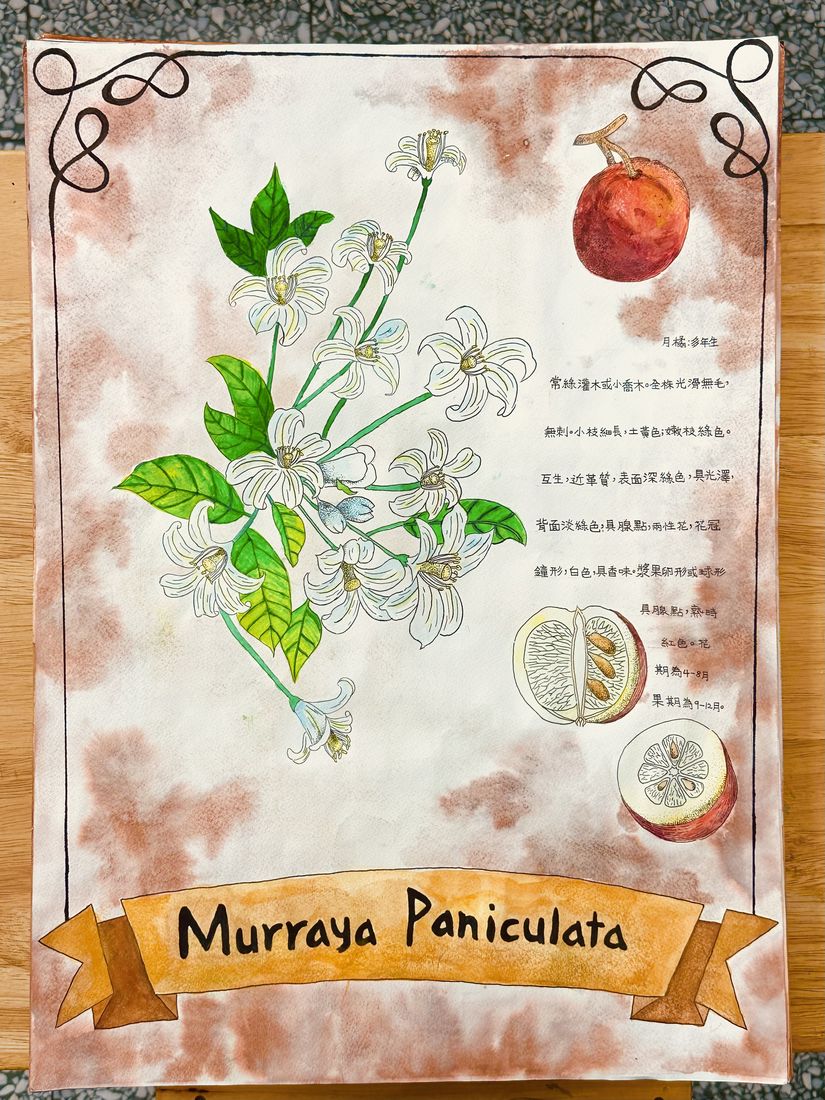 月橘:多年生
常綠灌木或小喬木。全株光滑無毛,
無刺。小枝細長,土黃色;嫩枝綠色。
互生,近革質,表面深綠色,具光澤,
背面淡綠色;具腺點,兩性花,花冠
鐘形,白色,具香味。漿果卵形或球形
具腺點,熟時
紅色。花
期為4-8月
果期為9-12月。
Murraya Paniculata